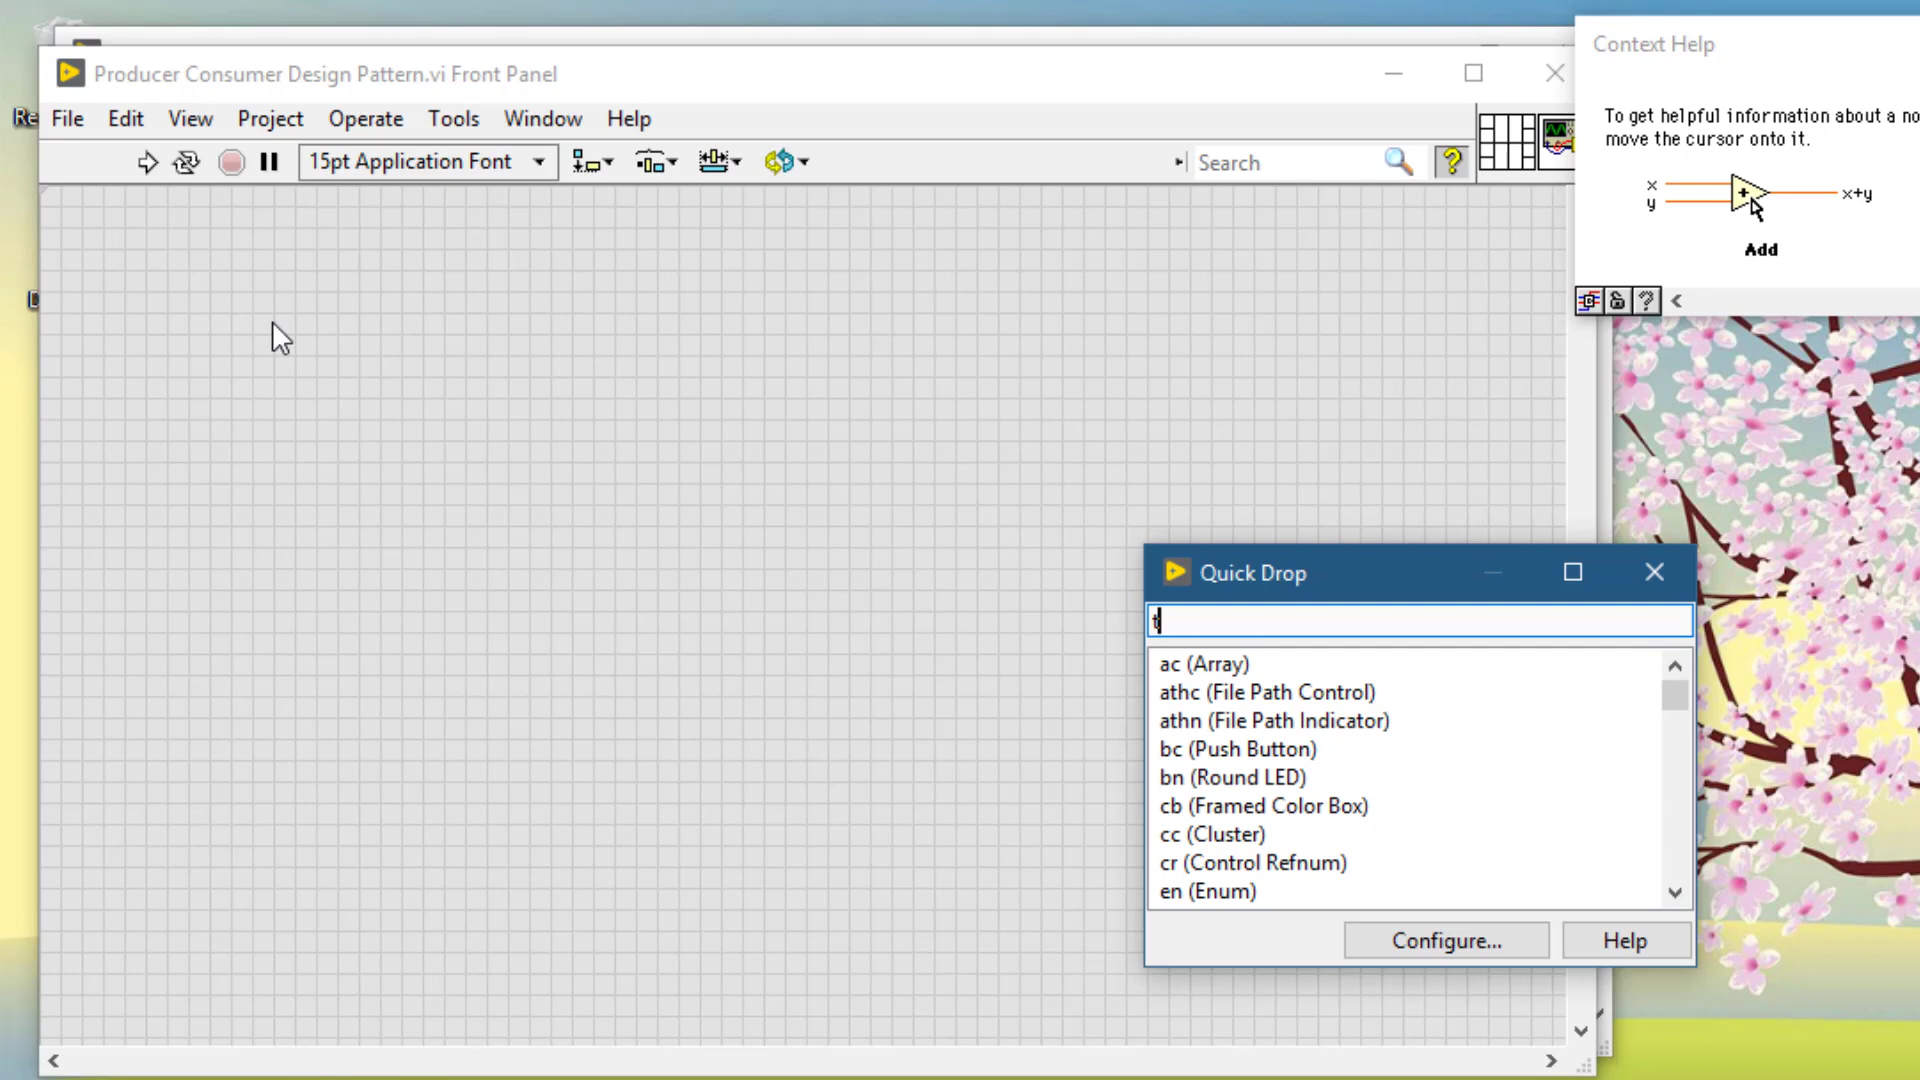 Producer Consumer Design Pattern.vi Front Panel
File Edit View Project Operate Tools Window Help
15pt Application Font
Search
Context Help
To get helpful information about a no
move the cursor onto it.
x
y
x+y
Add
Re
Quick Drop
t
ac (Array)
athc (File Path Control)
athn (File Path Indicator)
bc (Push Button)
bn (Round LED)
cb (Framed Color Box)
cc (Cluster)
cr (Control Refnum)
en (Enum)
Configure...
Help